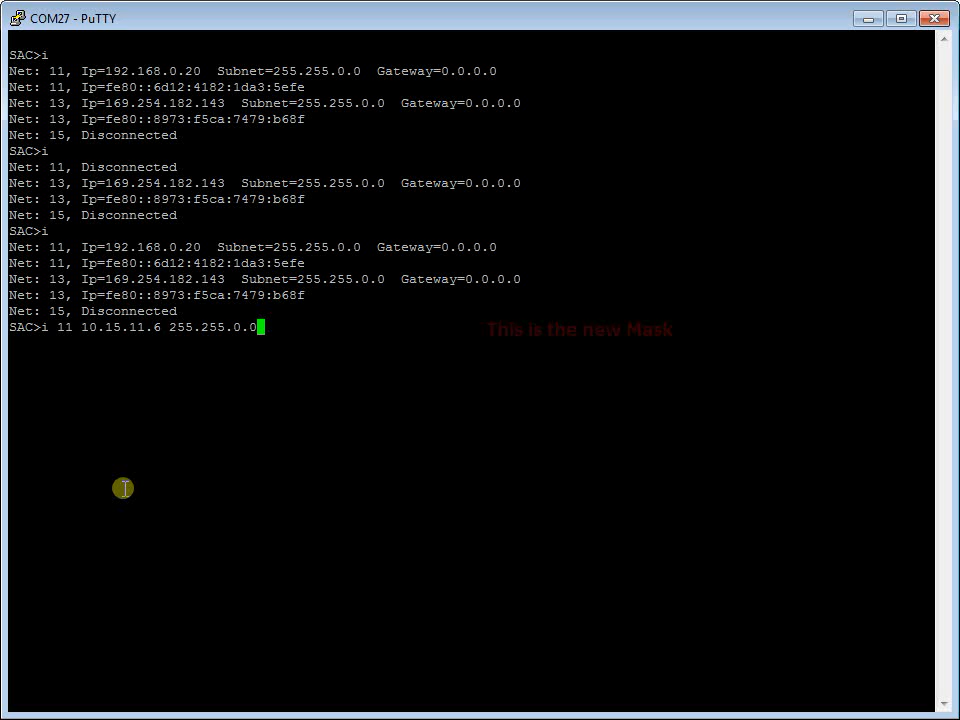 COM27 - PuTTY
SAC>i
Net: 11, Ip=192.168.0.20  Subnet=255.255.0.0  Gateway=0.0.0.0
Net: 11, Ip=fe80::6d12:4182:1da3:5efe
Net: 13, Ip=169.254.182.143  Subnet=255.255.0.0  Gateway=0.0.0.0
Net: 13, Ip=fe80::8973:f5ca:7479:b68f
Net: 15, Disconnected
SAC>i
Net: 11, Disconnected
Net: 13, Ip=169.254.182.143  Subnet=255.255.0.0  Gateway=0.0.0.0
Net: 13, Ip=fe80::8973:f5ca:7479:b68f
Net: 15, Disconnected
SAC>i
Net: 11, Ip=192.168.0.20  Subnet=255.255.0.0  Gateway=0.0.0.0
Net: 11, Ip=fe80::6d12:4182:1da3:5efe
Net: 13, Ip=169.254.182.143  Subnet=255.255.0.0  Gateway=0.0.0.0
Net: 13, Ip=fe80::8973:f5ca:7479:b68f
Net: 15, Disconnected
SAC>i 11 10.15.11.6 255.255.0.0
This is the new Mask